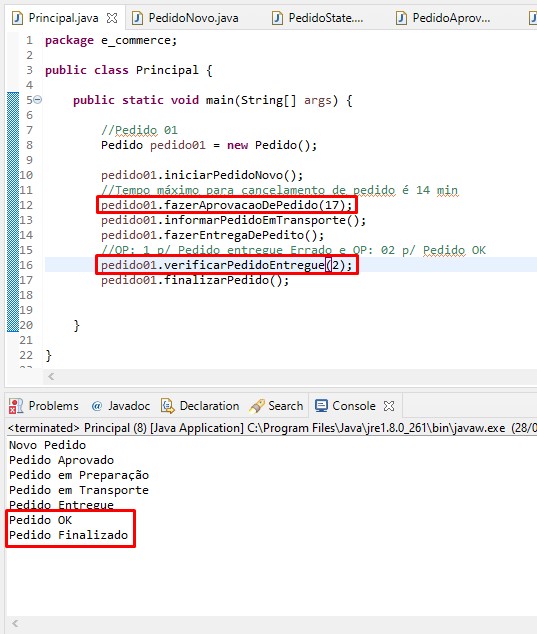 Principal.java PedidoNovo.java PedidoState.... PedidoAprov...
1 package e_commerce;
2
3 public class Principal {
4
5 public static void main(String[] args) {
6
7 //Pedido 01
8 Pedido pedido01 = new Pedido();
9
10 pedido01.iniciarPedidoNovo();
11 //Tempo máximo para cancelamento de pedido é 14 min
12 pedido01.fazerAprovacaoDePedido(17);
13 pedido01.informarPedidoEmTransporte();
14 pedido01.fazerEntregaDePedito();
15 //OP: 1 p/ Pedido entregue Errado e OP: 02 p/ Pedido OK
16 pedido01.verificarPedidoEntregue(2);
17 pedido01.finalizarPedido();
18
19
20 }
21
22 }
Problems @ Javadoc Declaration Search Console
<terminated> Principal (8) [Java Application] C:\Program Files\Java\jre1.8.0_261\bin\javaw.exe (28/0
Novo Pedido
Pedido Aprovado
Pedido em Preparação
Pedido em Transporte
Pedido Entregue
Pedido OK
Pedido Finalizado